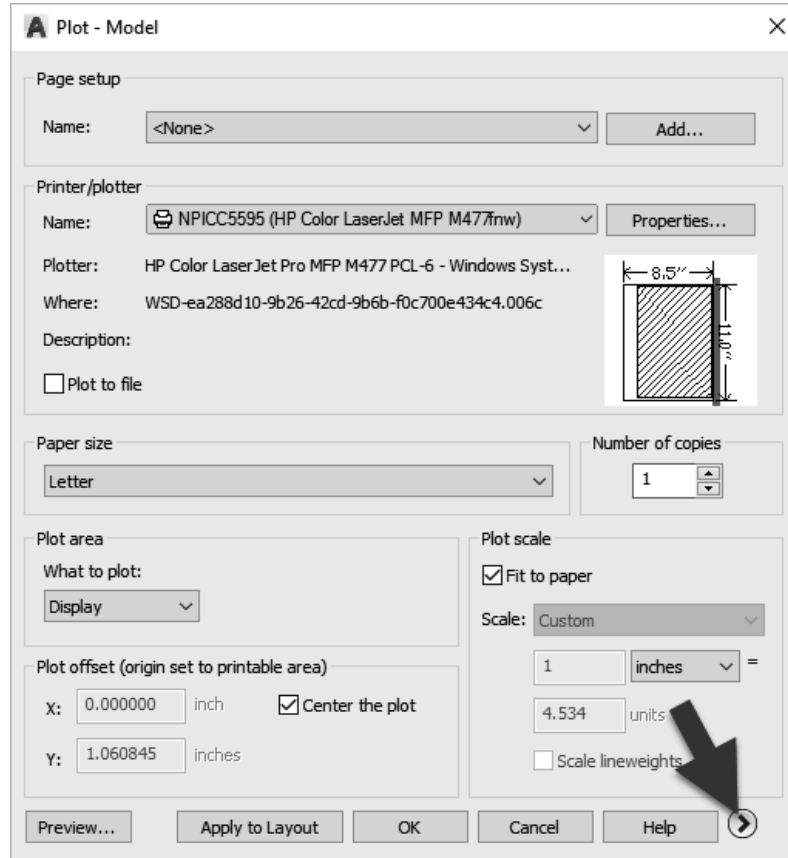 Plot - Model
Page setup
Name: <None> Add...
Printer/plotter
Name: NPICC5595 (HP Color LaserJet MFP M477fnw) Properties...
Plotter: HP Color LaserJet Pro MFP M477 PCL-6 - Windows Syst...
Where: WSD-ea288d10-9b26-42cd-9b6b-f0c700e434c4.006c
Description:
Plot to file
8.5"
11.0"
Paper size
Letter
Number of copies
1
Plot area
What to plot:
Display
Plot scale
Fit to paper
Scale: Custom
1 inches =
4.534 units
Scale lineweights
Plot offset (origin set to printable area)
X: 0.000000 inch Center the plot
Y: 1.060845 inches
Preview... Apply to Layout OK Cancel Help